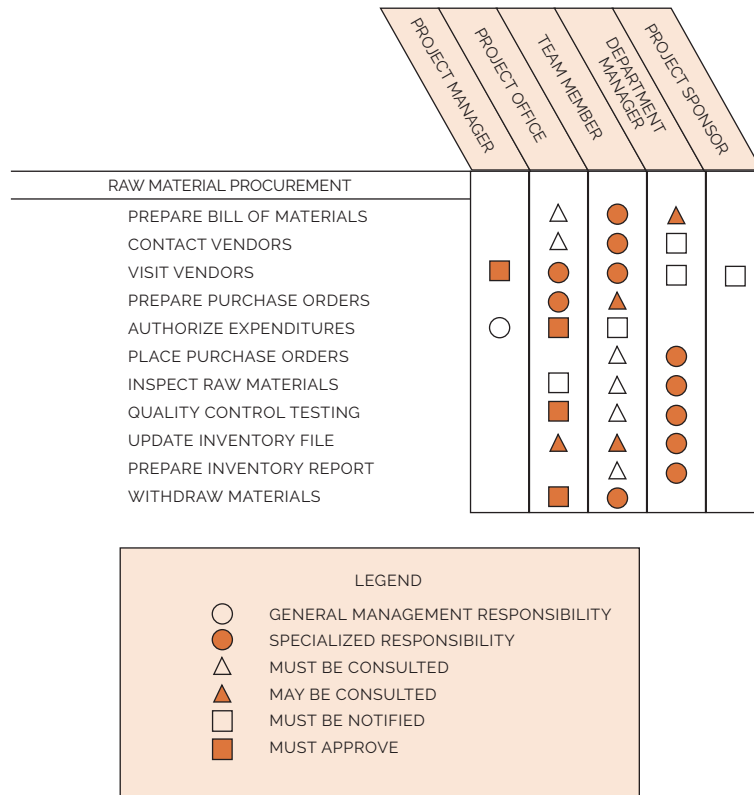 PROJECT MANAGER
PROJECT OFFICE
TEAM MEMBER
DEPARTMENT
MANAGER
PROJECT SPONSOR
RAW MATERIAL PROCUREMENT
PREPARE BILL OF MATERIALS
CONTACT VENDORS
VISIT VENDORS
PREPARE PURCHASE ORDERS
AUTHORIZE EXPENDITURES
PLACE PURCHASE ORDERS
INSPECT RAW MATERIALS
QUALITY CONTROL TESTING
UPDATE INVENTORY FILE
PREPARE INVENTORY REPORT
WITHDRAW MATERIALS
LEGEND
GENERAL MANAGEMENT RESPONSIBILITY
SPECIALIZED RESPONSIBILITY
MUST BE CONSULTED
MAY BE CONSULTED
MUST BE NOTIFIED
MUST APPROVE